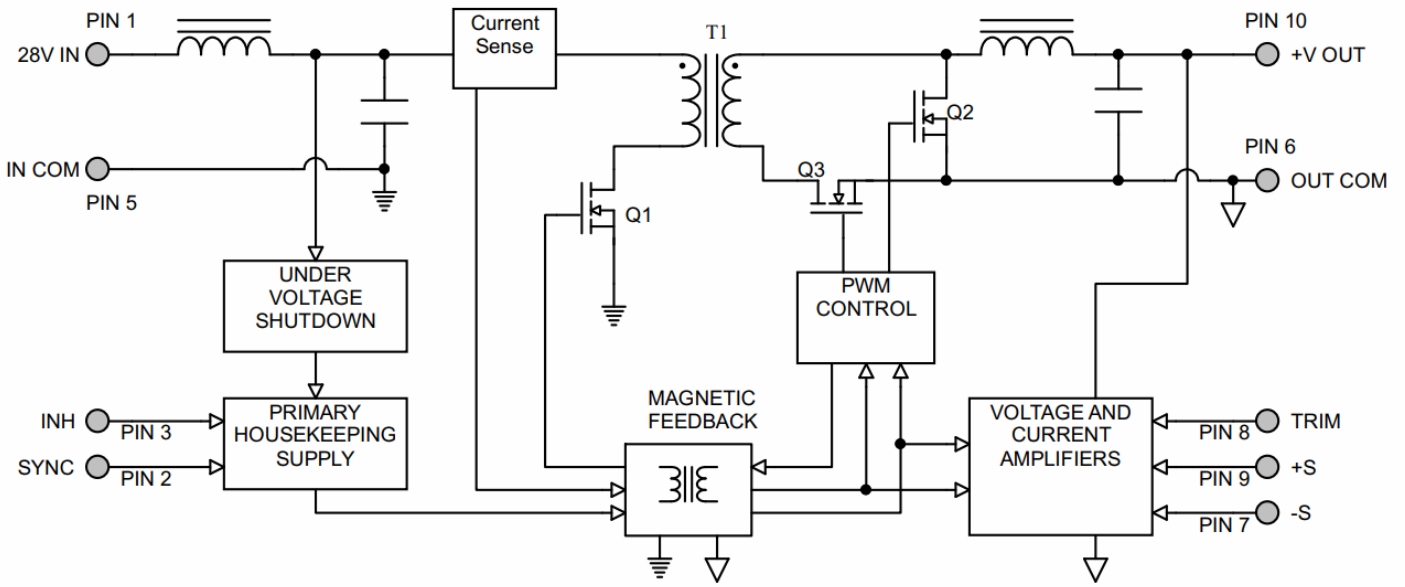 PIN 1
28V IN
IN COM
PIN 5
Current
Sense
T1
PIN 10
+V OUT
Q2
PIN 6
OUT COM
Q3
Q1
UNDER
VOLTAGE
SHUTDOWN
PWM
CONTROL
INH
PIN 3
SYNC
PIN 2
PRIMARY
HOUSEKEEPING
SUPPLY
MAGNETIC
FEEDBACK
VOLTAGE AND
CURRENT
AMPLIFIERS
TRIM
PIN 8
+S
PIN 9
-S
PIN 7